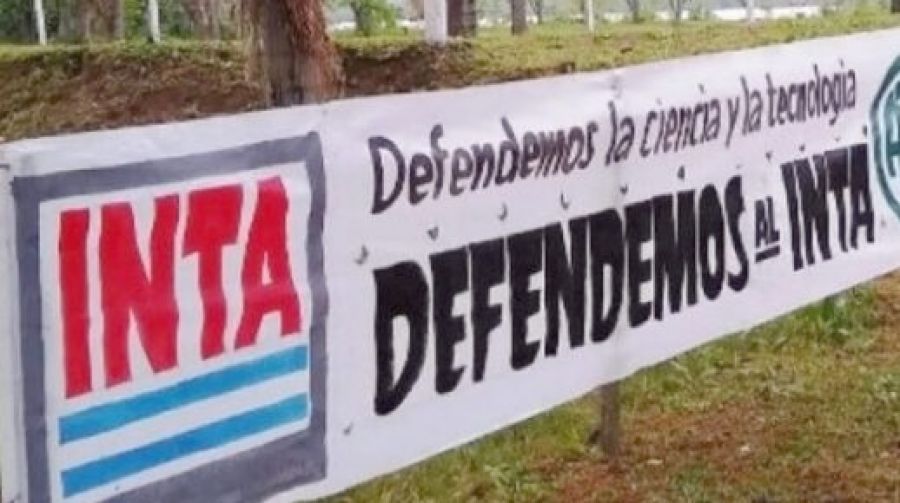 INTA
Defendemos la ciencia y la tecnologia
DEFENDEMOS AL INTA